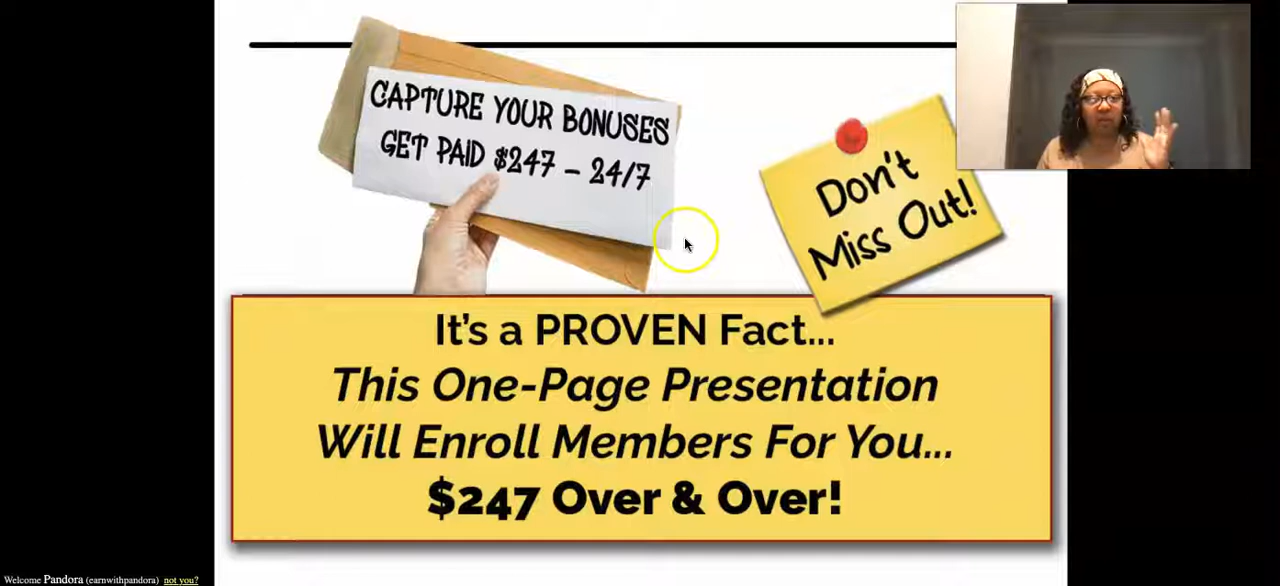 CAPTURE YOUR BONUSES
GET PAID $247 – 24/7
Don't
Miss Out!
It's a PROVEN Fact...
This One-Page Presentation
Will Enroll Members For You...
$247 Over & Over!
Welcome Pandora (earnwithpandora) not you?